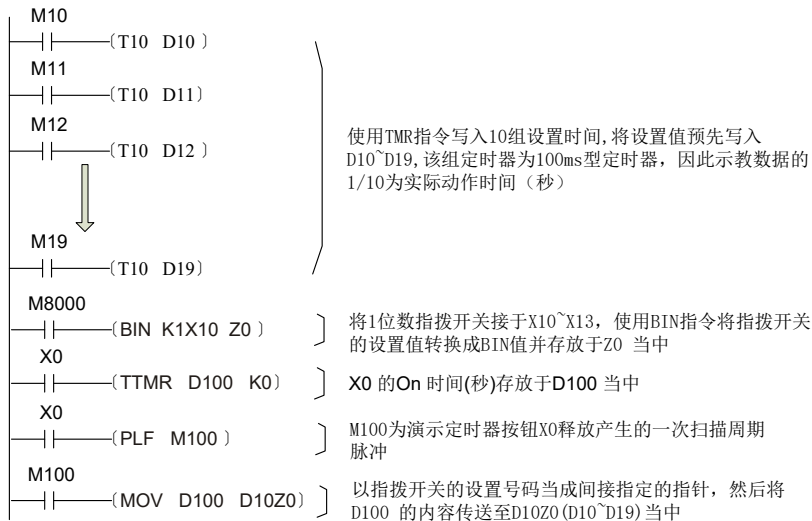 M10
(T10 D10)
M11
(T10 D11)
M12
(T10 D12)
使用TMR指令写入10组设置时间,将设置值预先写入
D10~D19,该组定时器为100ms型定时器，因此示教数据的
1/10为实际动作时间（秒）
M19
(T10 D19)
M8000
(BIN K1X10 Z0)
将1位数指拨开关接于X10~X13，使用BIN指令将指拨开关
的设置值转换成BIN值并存放于Z0 当中
X0
(TTMR D100 K0)
X0 的On 时间(秒)存放于D100 当中
X0
(PLF M100)
M100为演示定时器按钮X0释放产生的一次扫描周期
脉冲
M100
(MOV D100 D10Z0)
以指拨开关的设置号码当成间接指定的指针，然后将
D100 的内容传送至D10Z0(D10~D19)当中